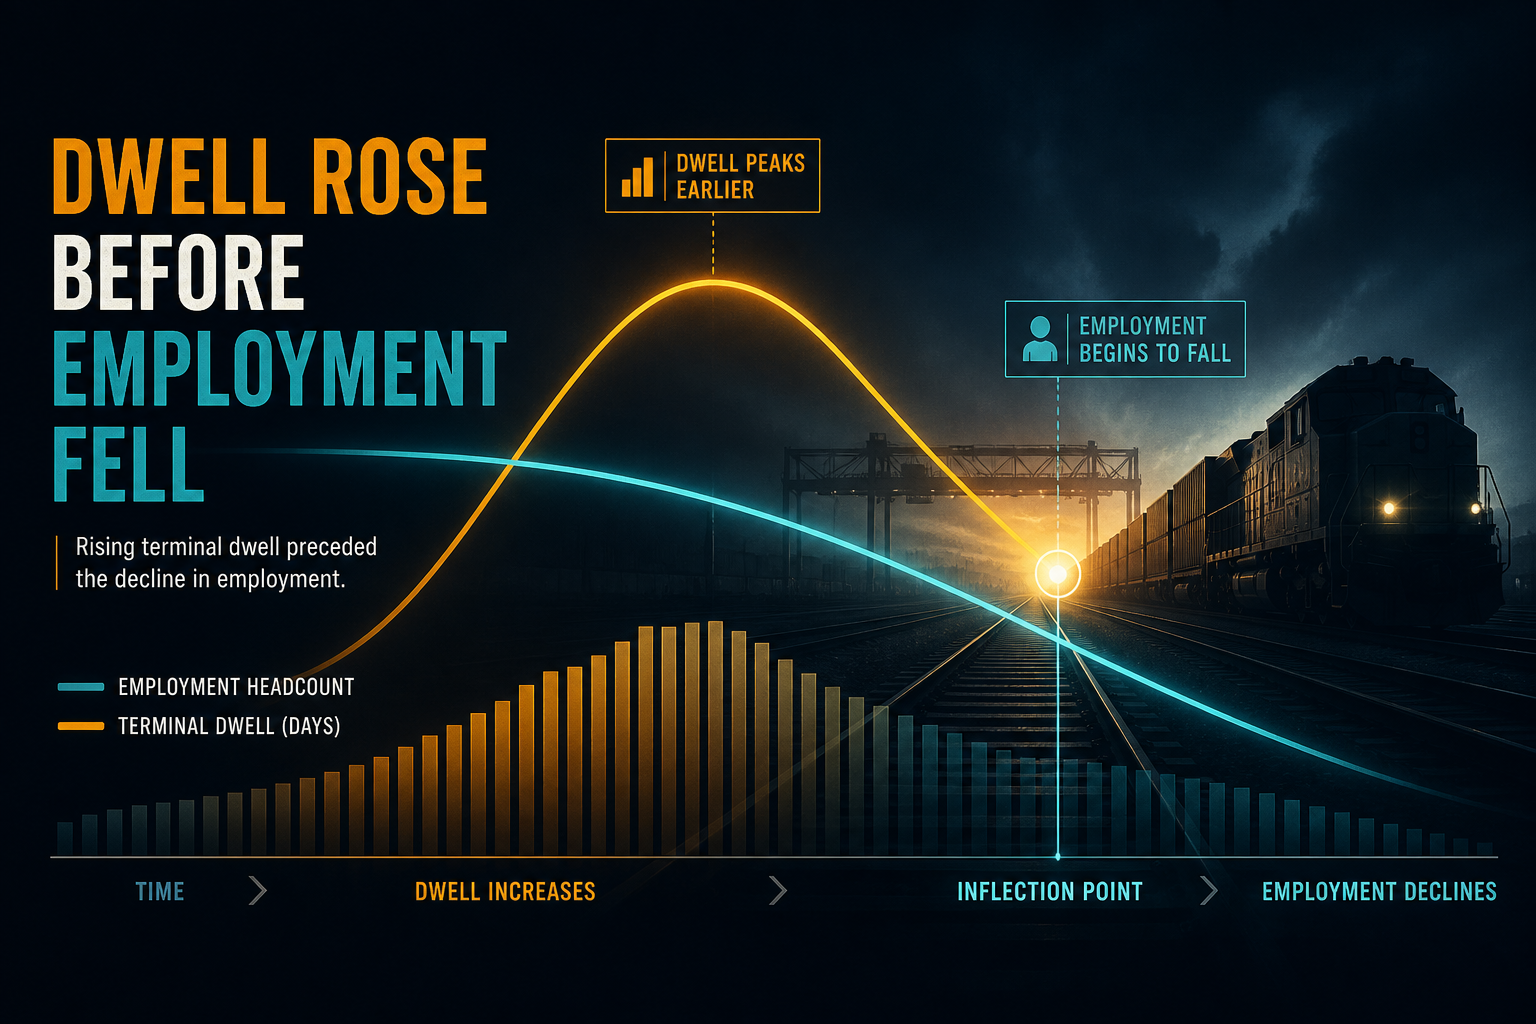 DWELL ROSE
BEFORE
EMPLOYMENT
FELL
Rising terminal dwell preceded
the decline in employment.
EMPLOYMENT HEADCOUNT
TERMINAL DWELL (DAYS)
DWELL PEAKS
EARLIER
EMPLOYMENT
BEGINS TO FALL
TIME
DWELL INCREASES
INFLECTION POINT
EMPLOYMENT DECLINES